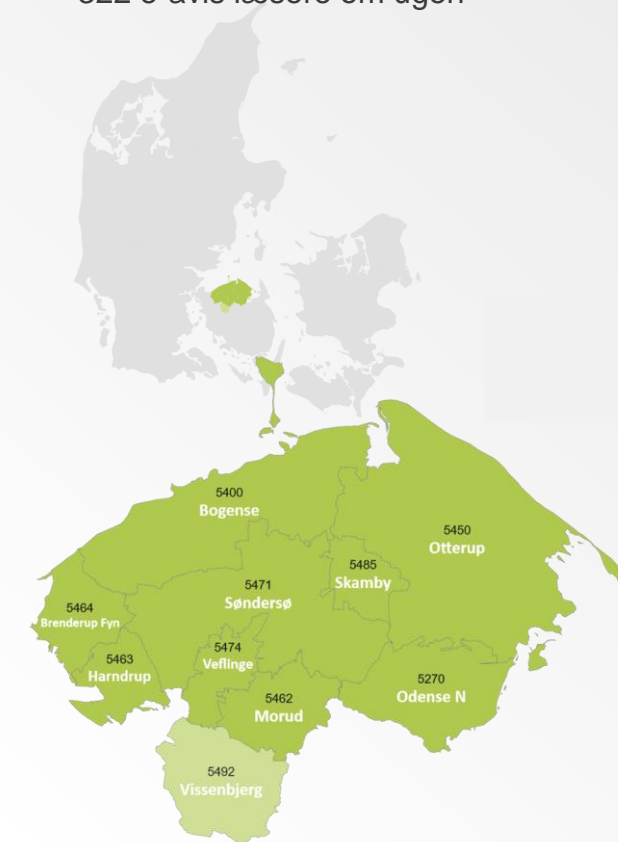 322 e-avis læsere om ugen
5400
Bogense
5450
Otterup
5485
Skamby
5471
Søndersø
5464
Brenderup Fyn
5474
Veflinge
5463
Harndrup
5270
Odense N
5462
Morud
5492
Vissenbjerg